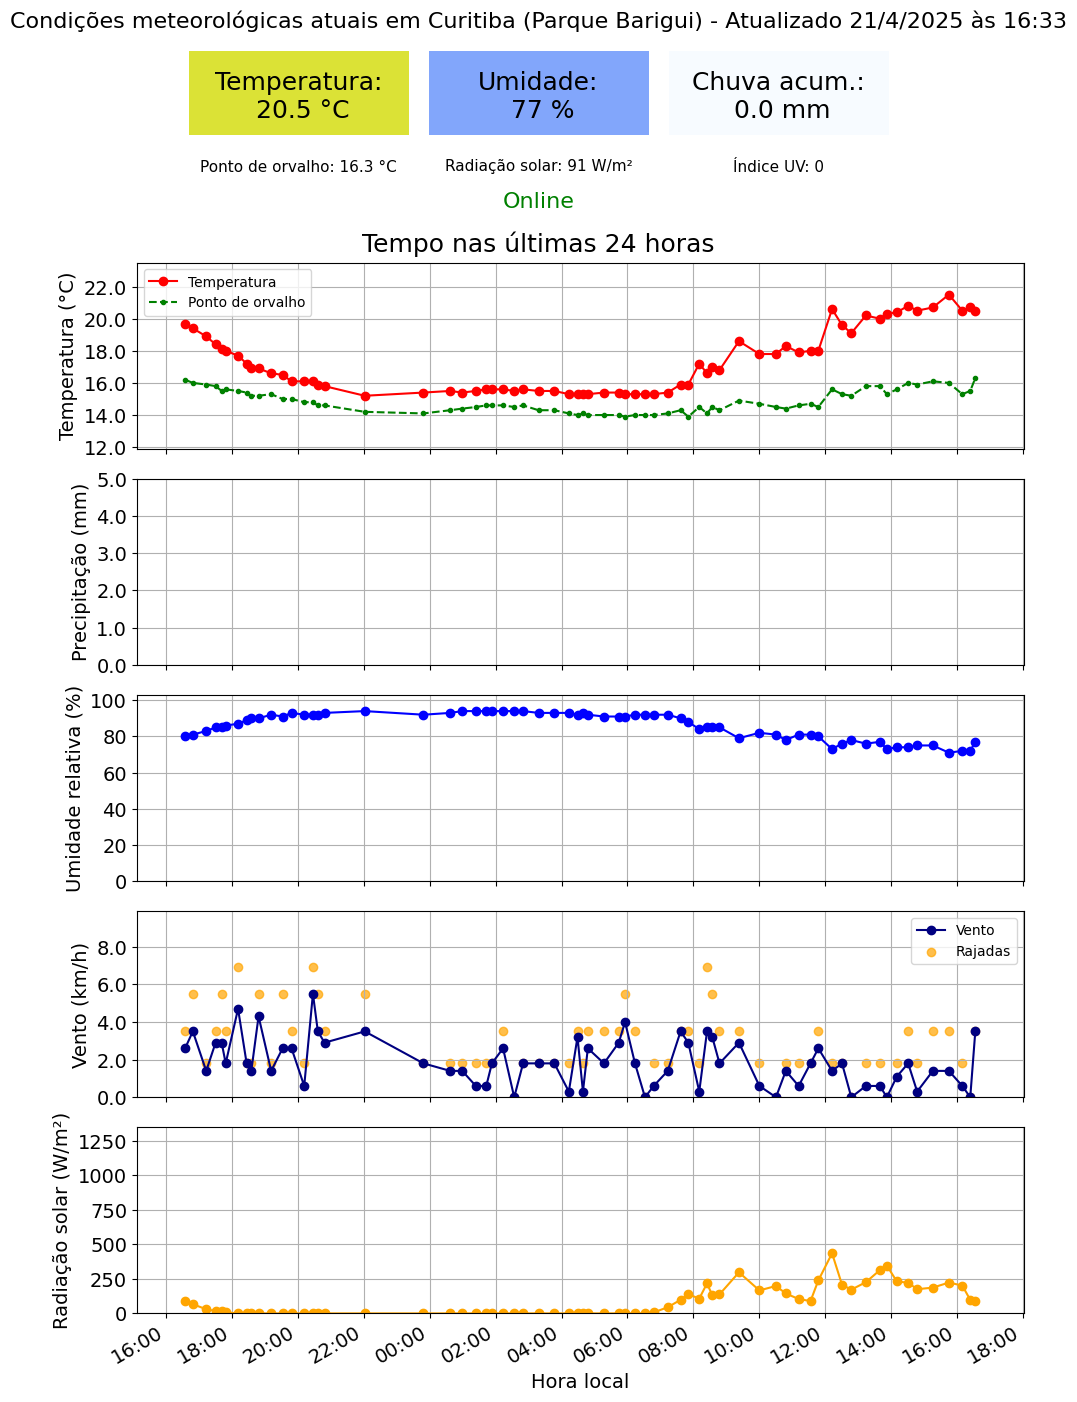 Condições meteorológicas atuais em Curitiba (Parque Barigui) - Atualizado 21/4/2025 às 16:33
Temperatura:
20.5 °C
Umidade:
77 %
Chuva acum.:
0.0 mm
Ponto de orvalho: 16.3 °C
Radiação solar: 91 W/m²
Índice UV: 0
Online
Tempo nas últimas 24 horas
Temperatura (°C)
22.0
20.0
18.0
16.0
14.0
12.0
Temperatura
Ponto de orvalho
Precipitação (mm)
5.0
4.0
3.0
2.0
1.0
0.0
Umidade relativa (%)
100
80
60
40
20
0
Vento (km/h)
8.0
6.0
4.0
2.0
0.0
Vento
Rajadas
Radiação solar (W/m²)
1250
1000
750
500
250
0
16:00
18:00
20:00
22:00
00:00
02:00
04:00
06:00
08:00
10:00
12:00
14:00
16:00
18:00
Hora local